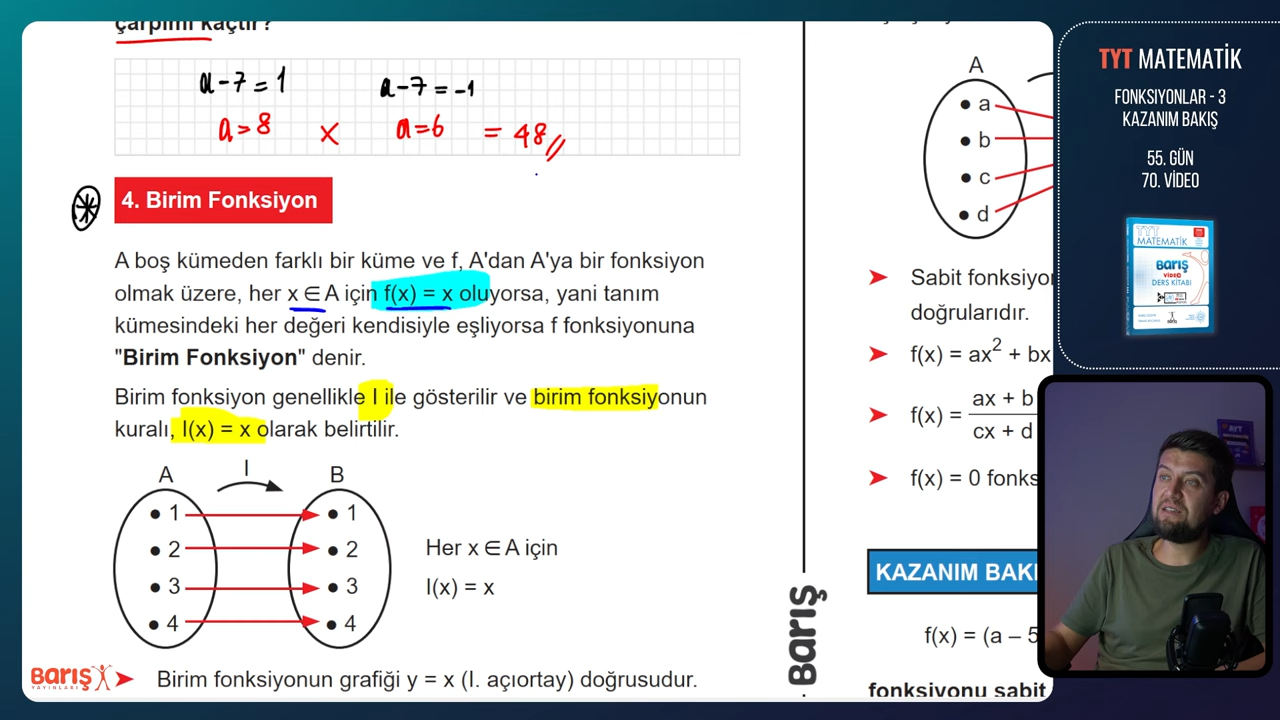 çarpımı kaçtır?
a-7=1
a-7=-1
a=8 x a=6 = 48
4. Birim Fonksiyon
A boş kümeden farklı bir küme ve f, A'dan A'ya bir fonksiyon
olmak üzere, her x ∈ A için f(x) = x oluyorsa, yani tanım
kümesindeki her değeri kendisiyle eşliyorsa f fonksiyonuna
"Birim Fonksiyon" denir.
Birim fonksiyon genellikle I ile gösterilir ve birim fonksiyonun
kuralı, I(x) = x olarak belirtilir.
A I B
1 1
2 2
3 3
4 4
Her x ∈ A için
I(x) = x
Birim fonksiyonun grafiği y = x (I. açıortay) doğrusudur.
BARIŞ
YAYINLARI
Barış
A
a
b
c
d
Sabit fonksiyo
doğrularıdır.
f(x) = ax² + bx
f(x) = ax + b
cx + d
f(x) = 0 fonks
KAZANIM BAKI
f(x) = (a – 5
fonksiyonu sabit
TYT MATEMATİK
FONKSIYONLAR - 3
KAZANIM BAKIŞ
55. GÜN
70. VİDEO
TYT
MATEMATİK
BARIŞ
VİDEO
DERS KİTABI